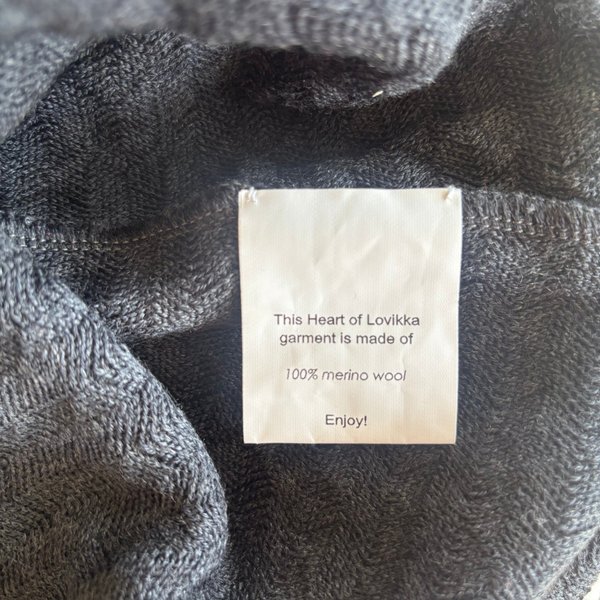 This Heart of Lovikka
garment is made of
100% merino wool
Enjoy!